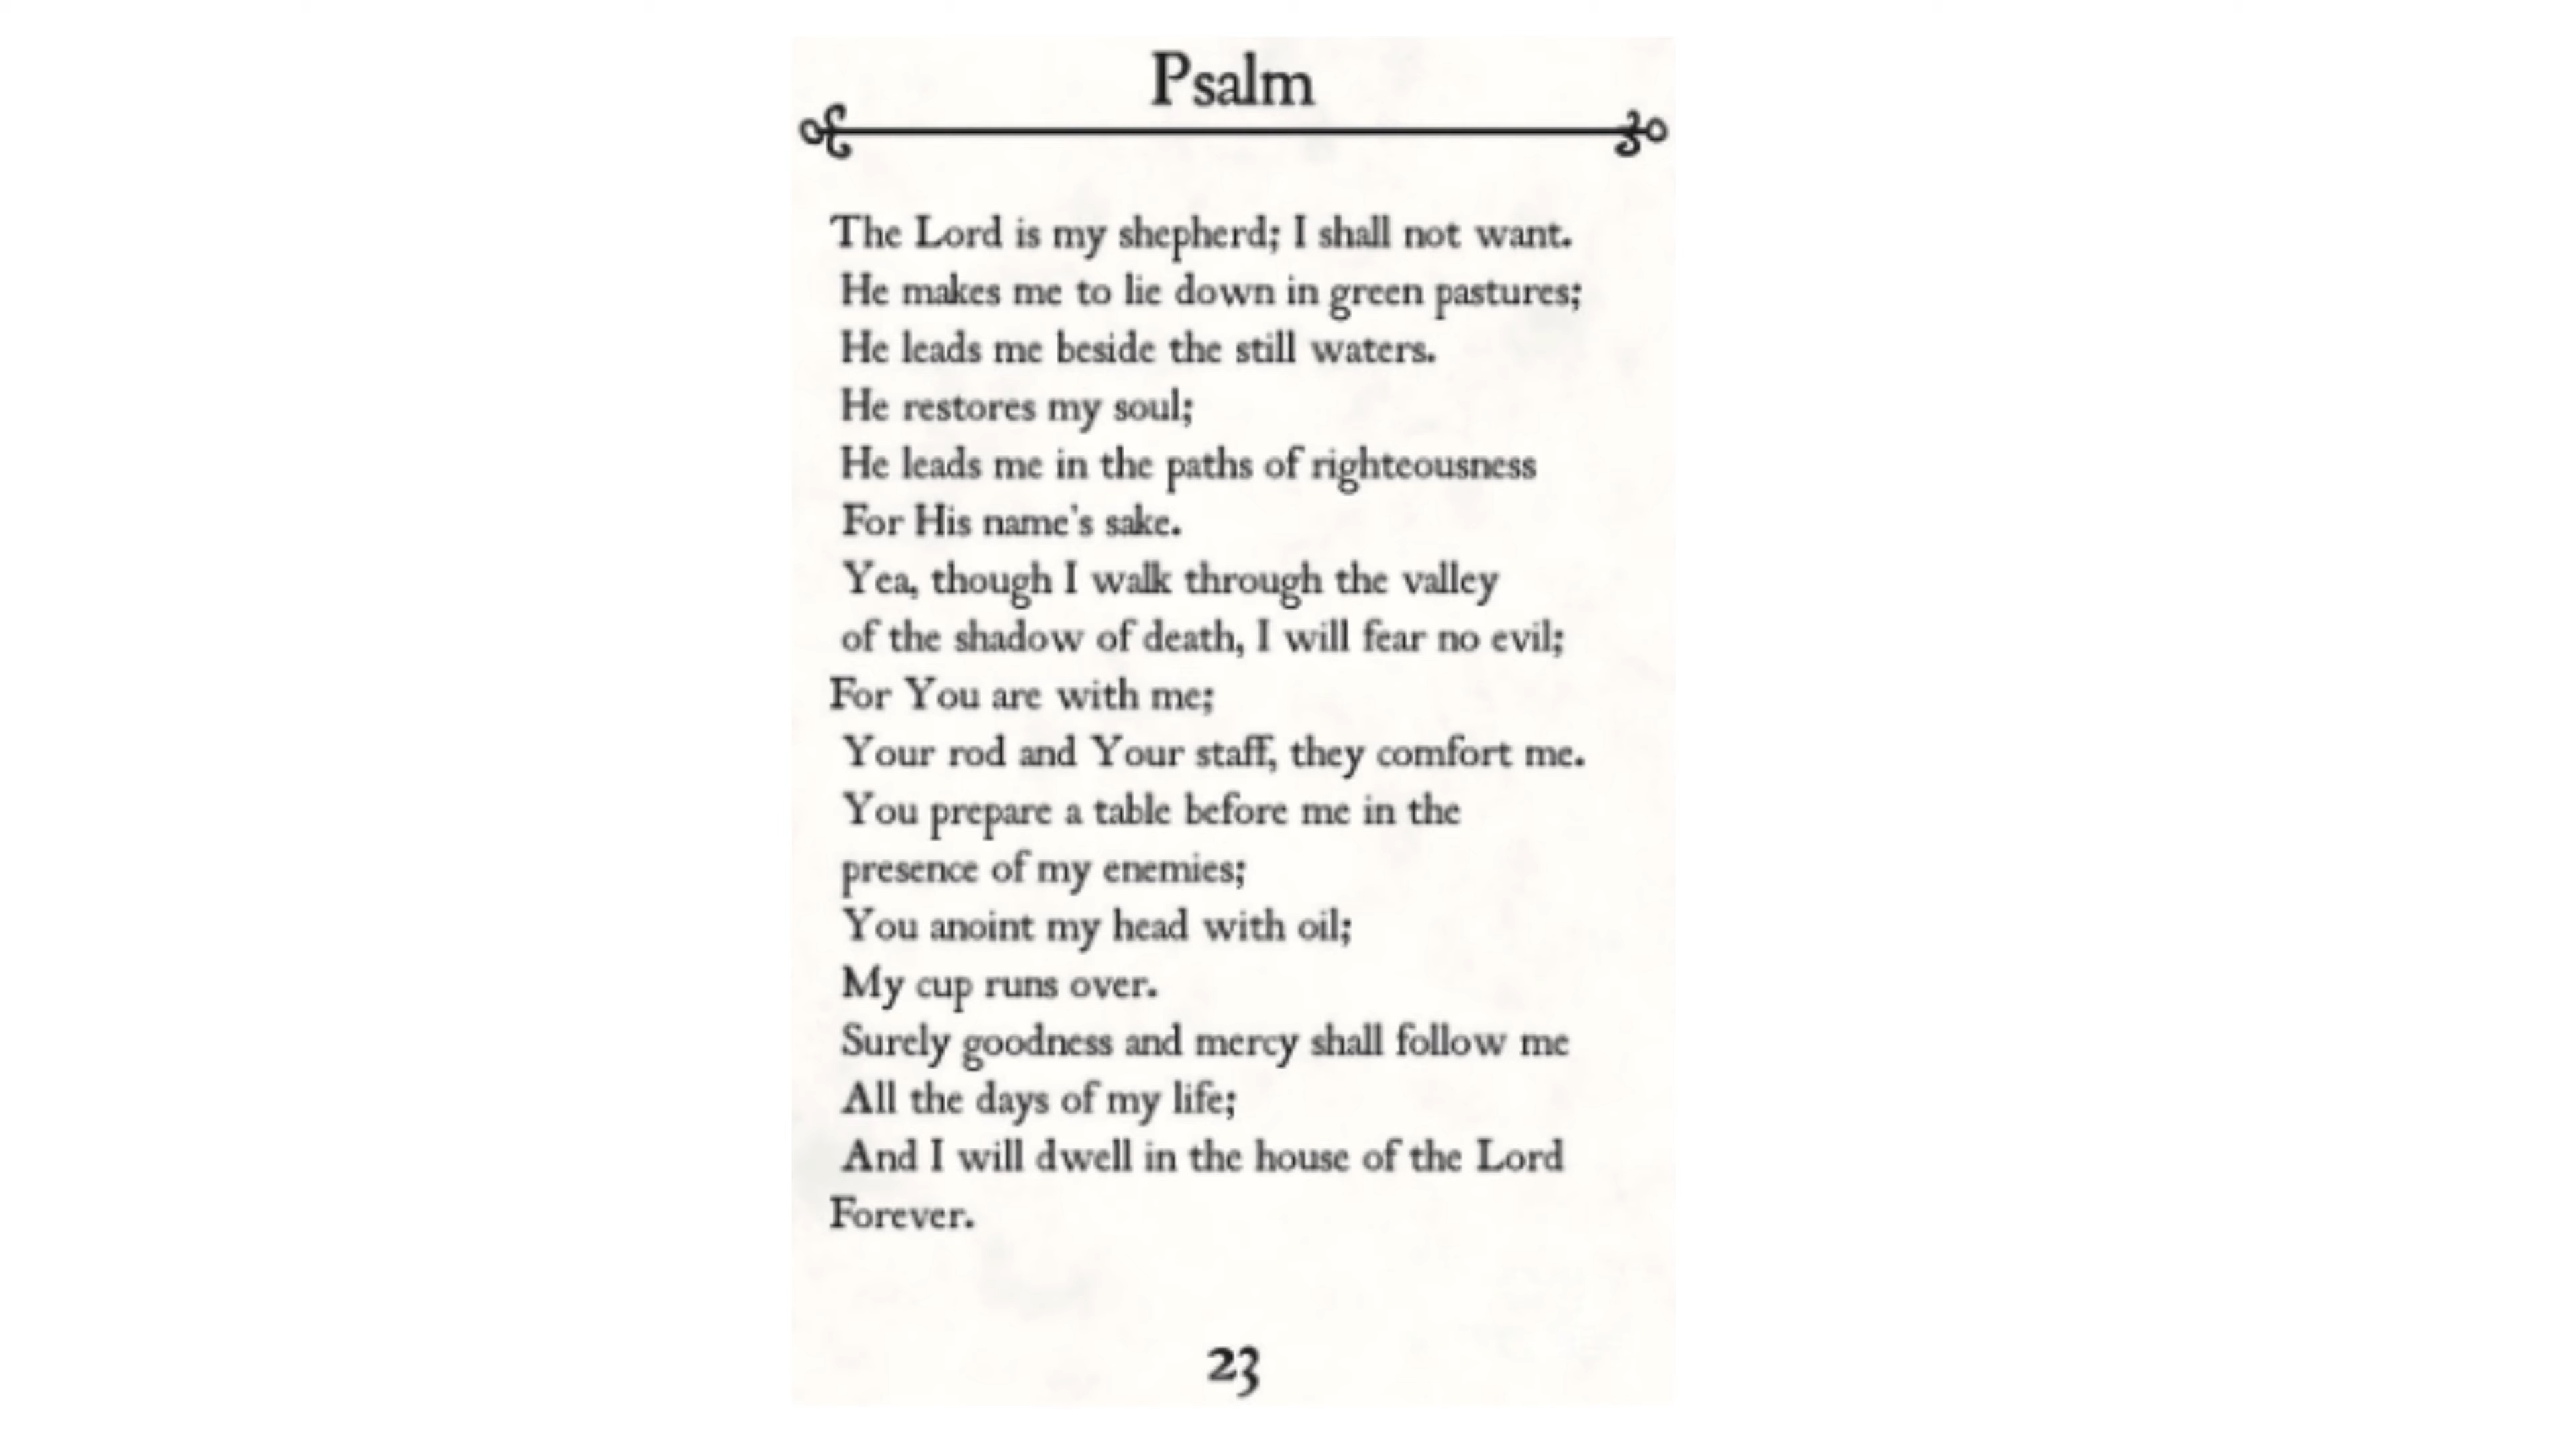 Psalm
The Lord is my shepherd; I shall not want.
He makes me to lie down in green pastures;
He leads me beside the still waters.
He restores my soul;
He leads me in the paths of righteousness
For His name's sake.
Yea, though I walk through the valley
of the shadow of death, I will fear no evil;
For You are with me;
Your rod and Your staff, they comfort me.
You prepare a table before me in the
presence of my enemies;
You anoint my head with oil;
My cup runs over.
Surely goodness and mercy shall follow me
All the days of my life;
And I will dwell in the house of the Lord
Forever.
23